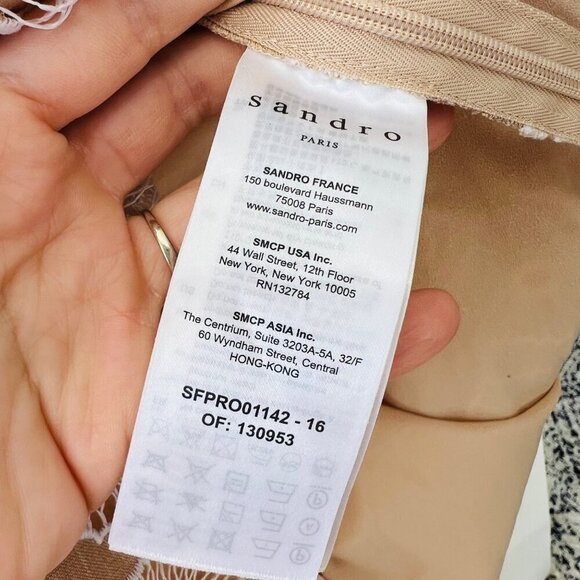 sandro
PARIS
SANDRO FRANCE
150 boulevard Haussmann
75008 Paris
www.sandro-paris.com
SMCP USA Inc.
44 Wall Street, 12th Floor
New York, New York 10005
RN132784
SMCP ASIA Inc.
The Centrium, Suite 3203A-5A, 32/F
60 Wyndham Street, Central
HONG-KONG
SFPRO01142 - 16
OF: 130953